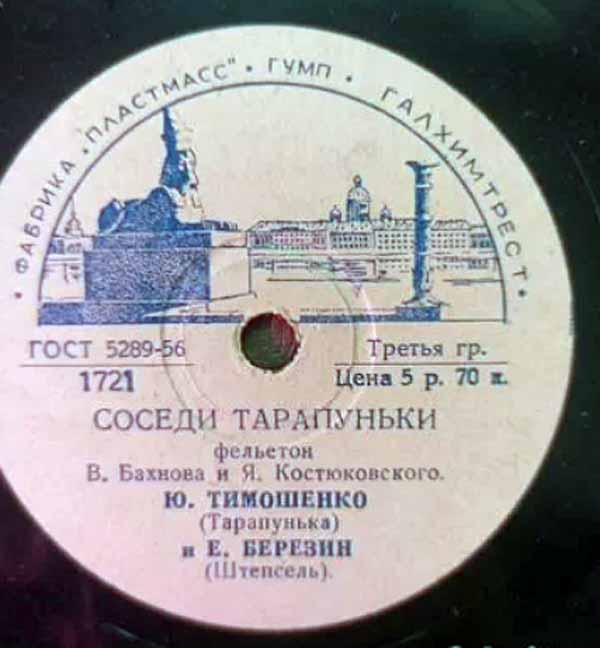 ФАБРИКА „ПЛАСТМАСС" • ГУМП • ГАЛХИМТРЕСТ •
ГОСТ 5289-56
Третья гр.
1721
Цена 5 р. 70 к.
СОСЕДИ ТАРАПУНЬКИ
фельетон
В. Бахнова и Я. Костюковского.
Ю. ТИМОШЕНКО
(Тарапунька)
и Е. БЕРЕЗИН
(Штепсель).